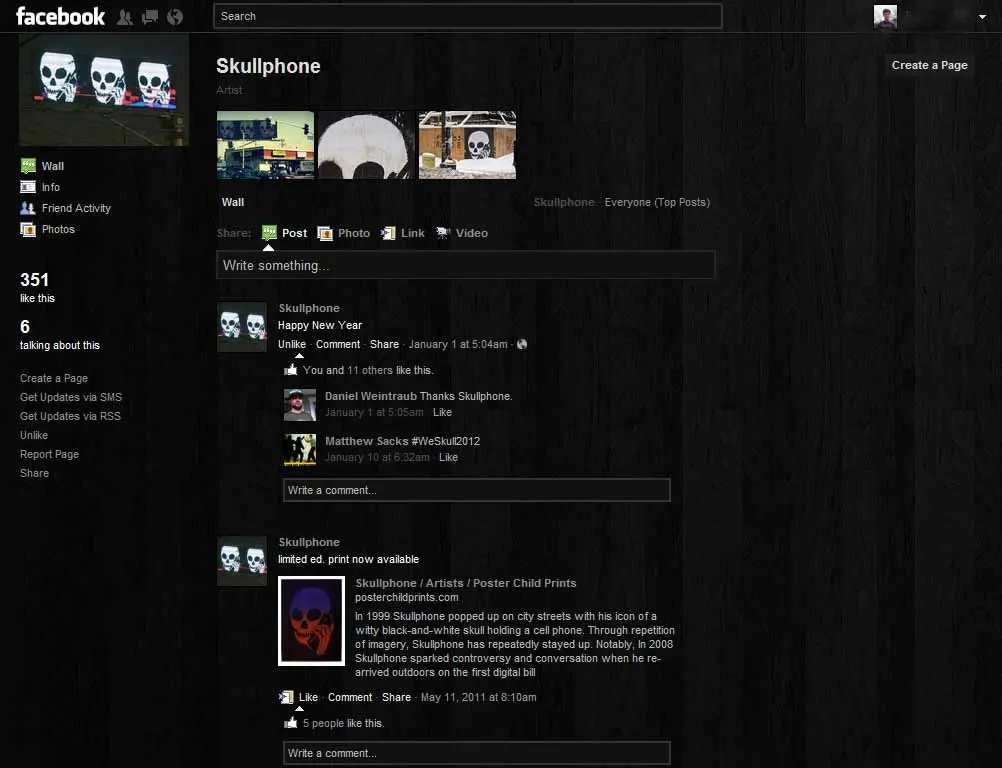 facebook
Search
Skullphone
Create a Page
Artist
Wall
Info
Friend Activity
Photos
351
like this
6
talking about this
Create a Page
Get Updates via SMS
Get Updates via RSS
Unlike
Report Page
Share
Wall
Skullphone · Everyone (Top Posts)
Share: Post Photo Link Video
Write something...
Skullphone
Happy New Year
Unlike · Comment · Share · January 1 at 5:04am ·
You and 11 others like this.
Daniel Weintraub Thanks Skullphone.
January 1 at 5:05am · Like
Matthew Sacks #WeSkull2012
January 10 at 6:32am · Like
Write a comment...
Skullphone
limited ed. print now available
Skullphone / Artists / Poster Child Prints
posterchildprints.com
In 1999 Skullphone popped up on city streets with his icon of a
witty black-and-white skull holding a cell phone. Through repetition
of imagery, Skullphone has repeatedly stayed up. Notably, In 2008
Skullphone sparked controversy and conversation when he re-
arrived outdoors on the first digital bill
Like · Comment · Share · May 11, 2011 at 8:10am
5 people like this.
Write a comment...